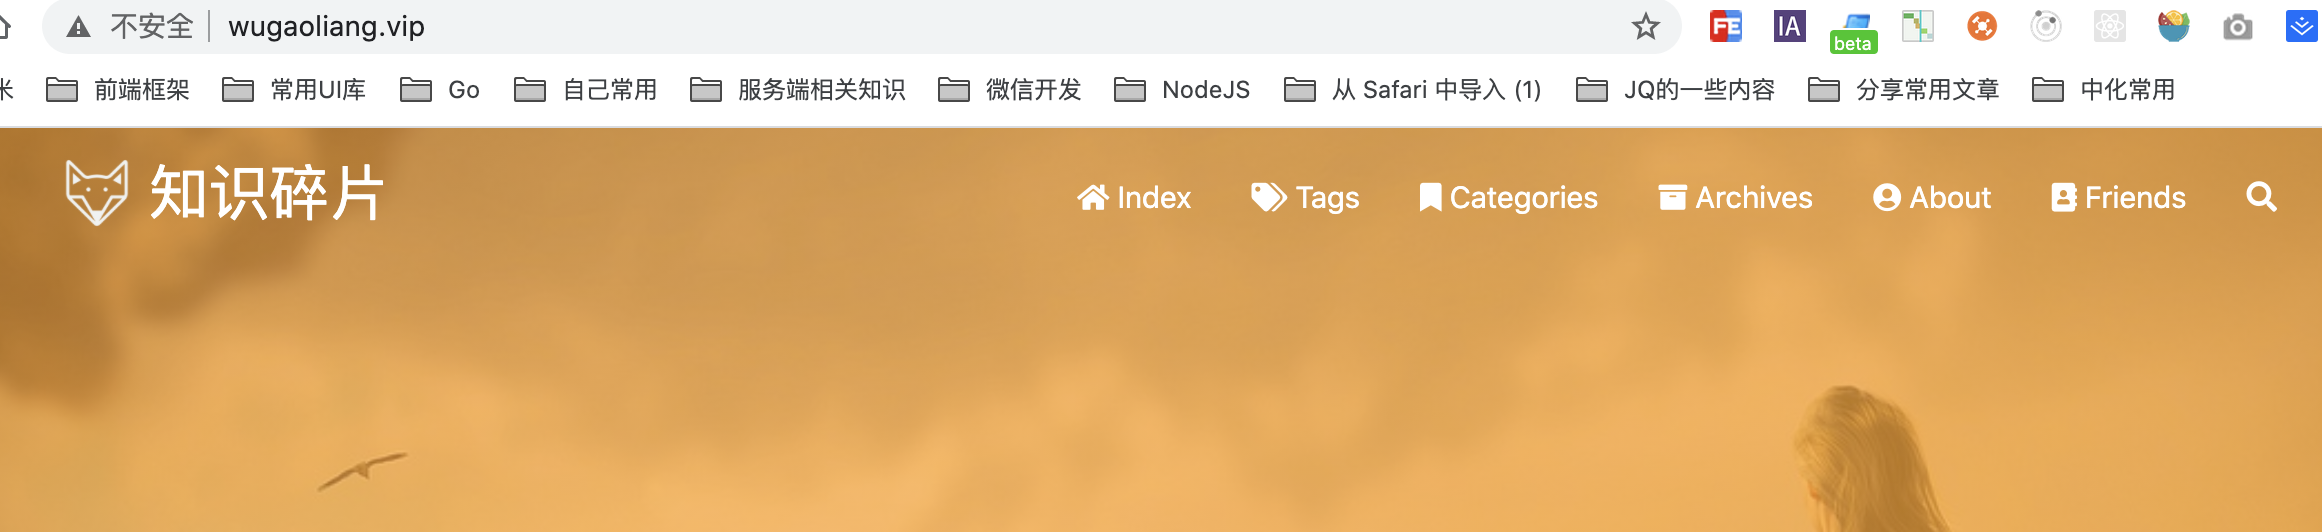 不安全 wugaoliang.vip
FE IA beta
米 前端框架 常用UI库 Go 自己常用 服务端相关知识 微信开发 NodeJS 从 Safari 中导入 (1) JQ的一些内容 分享常用文章 中化常用
知识碎片 Index Tags Categories Archives About Friends